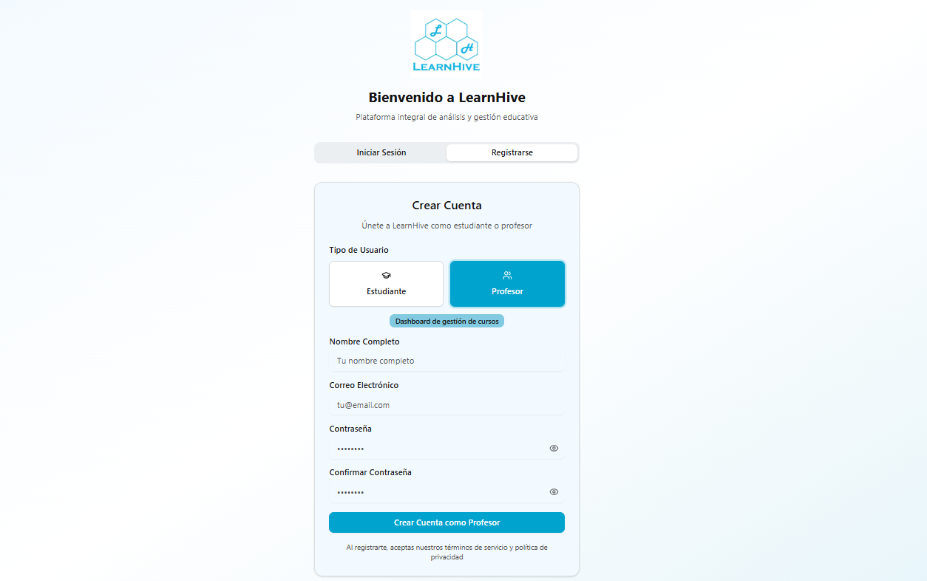 L
H
LEARNHIVE
Bienvenido a LearnHive
Plataforma integral de análisis y gestión educativa
Iniciar Sesión
Registrarse
Crear Cuenta
Únete a LearnHive como estudiante o profesor
Tipo de Usuario
Estudiante
Profesor
Dashboard de gestión de cursos
Nombre Completo
Tu nombre completo
Correo Electrónico
tu@email.com
Contraseña
••••••••
Confirmar Contraseña
••••••••
Crear Cuenta como Profesor
Al registrarte, aceptas nuestros términos de servicio y política de
privacidad